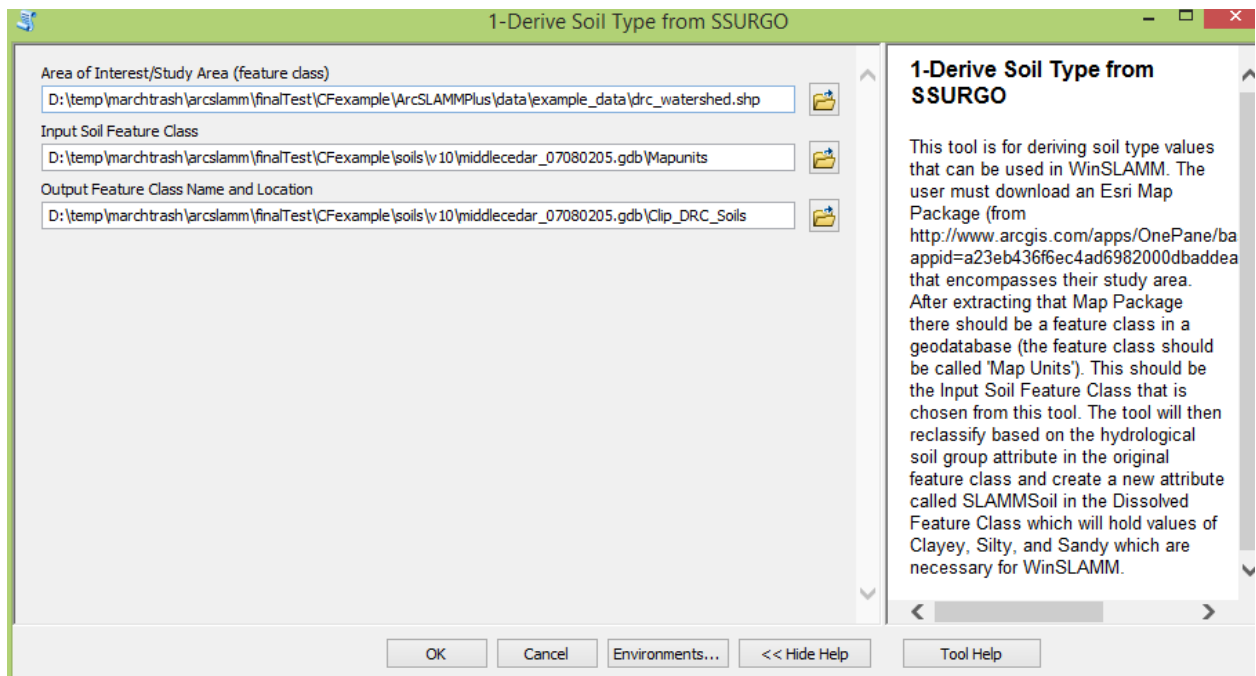 1-Derive Soil Type from SSURGO
Area of Interest/Study Area (feature class)
D:\temp\marchtrash\arcslamm\finalTest\CFexample\ArcSLAMMPlus\data\example_data\drc_watershed.shp
Input Soil Feature Class
D:\temp\marchtrash\arcslamm\finalTest\CFexample\soils\v10\middlecedar_07080205.gdb\Mapunits
Output Feature Class Name and Location
D:\temp\marchtrash\arcslamm\finalTest\CFexample\soils\v10\middlecedar_07080205.gdb\Clip_DRC_Soils
1-Derive Soil Type from
SSURGO
This tool is for deriving soil type values
that can be used in WinSLAMM. The
user must download an Esri Map
Package (from
http://www.arcgis.com/apps/OnePane/ba
appid=a23eb436f6ec4ad6982000dbaddea
that encompasses their study area.
After extracting that Map Package
there should be a feature class in a
geodatabase (the feature class should
be called 'Map Units'). This should be
the Input Soil Feature Class that is
chosen from this tool. The tool will then
reclassify based on the hydrological
soil group attribute in the original
feature class and create a new attribute
called SLAMMSoil in the Dissolved
Feature Class which will hold values of
Clayey, Silty, and Sandy which are
necessary for WinSLAMM.
OK
Cancel
Environments...
<< Hide Help
Tool Help